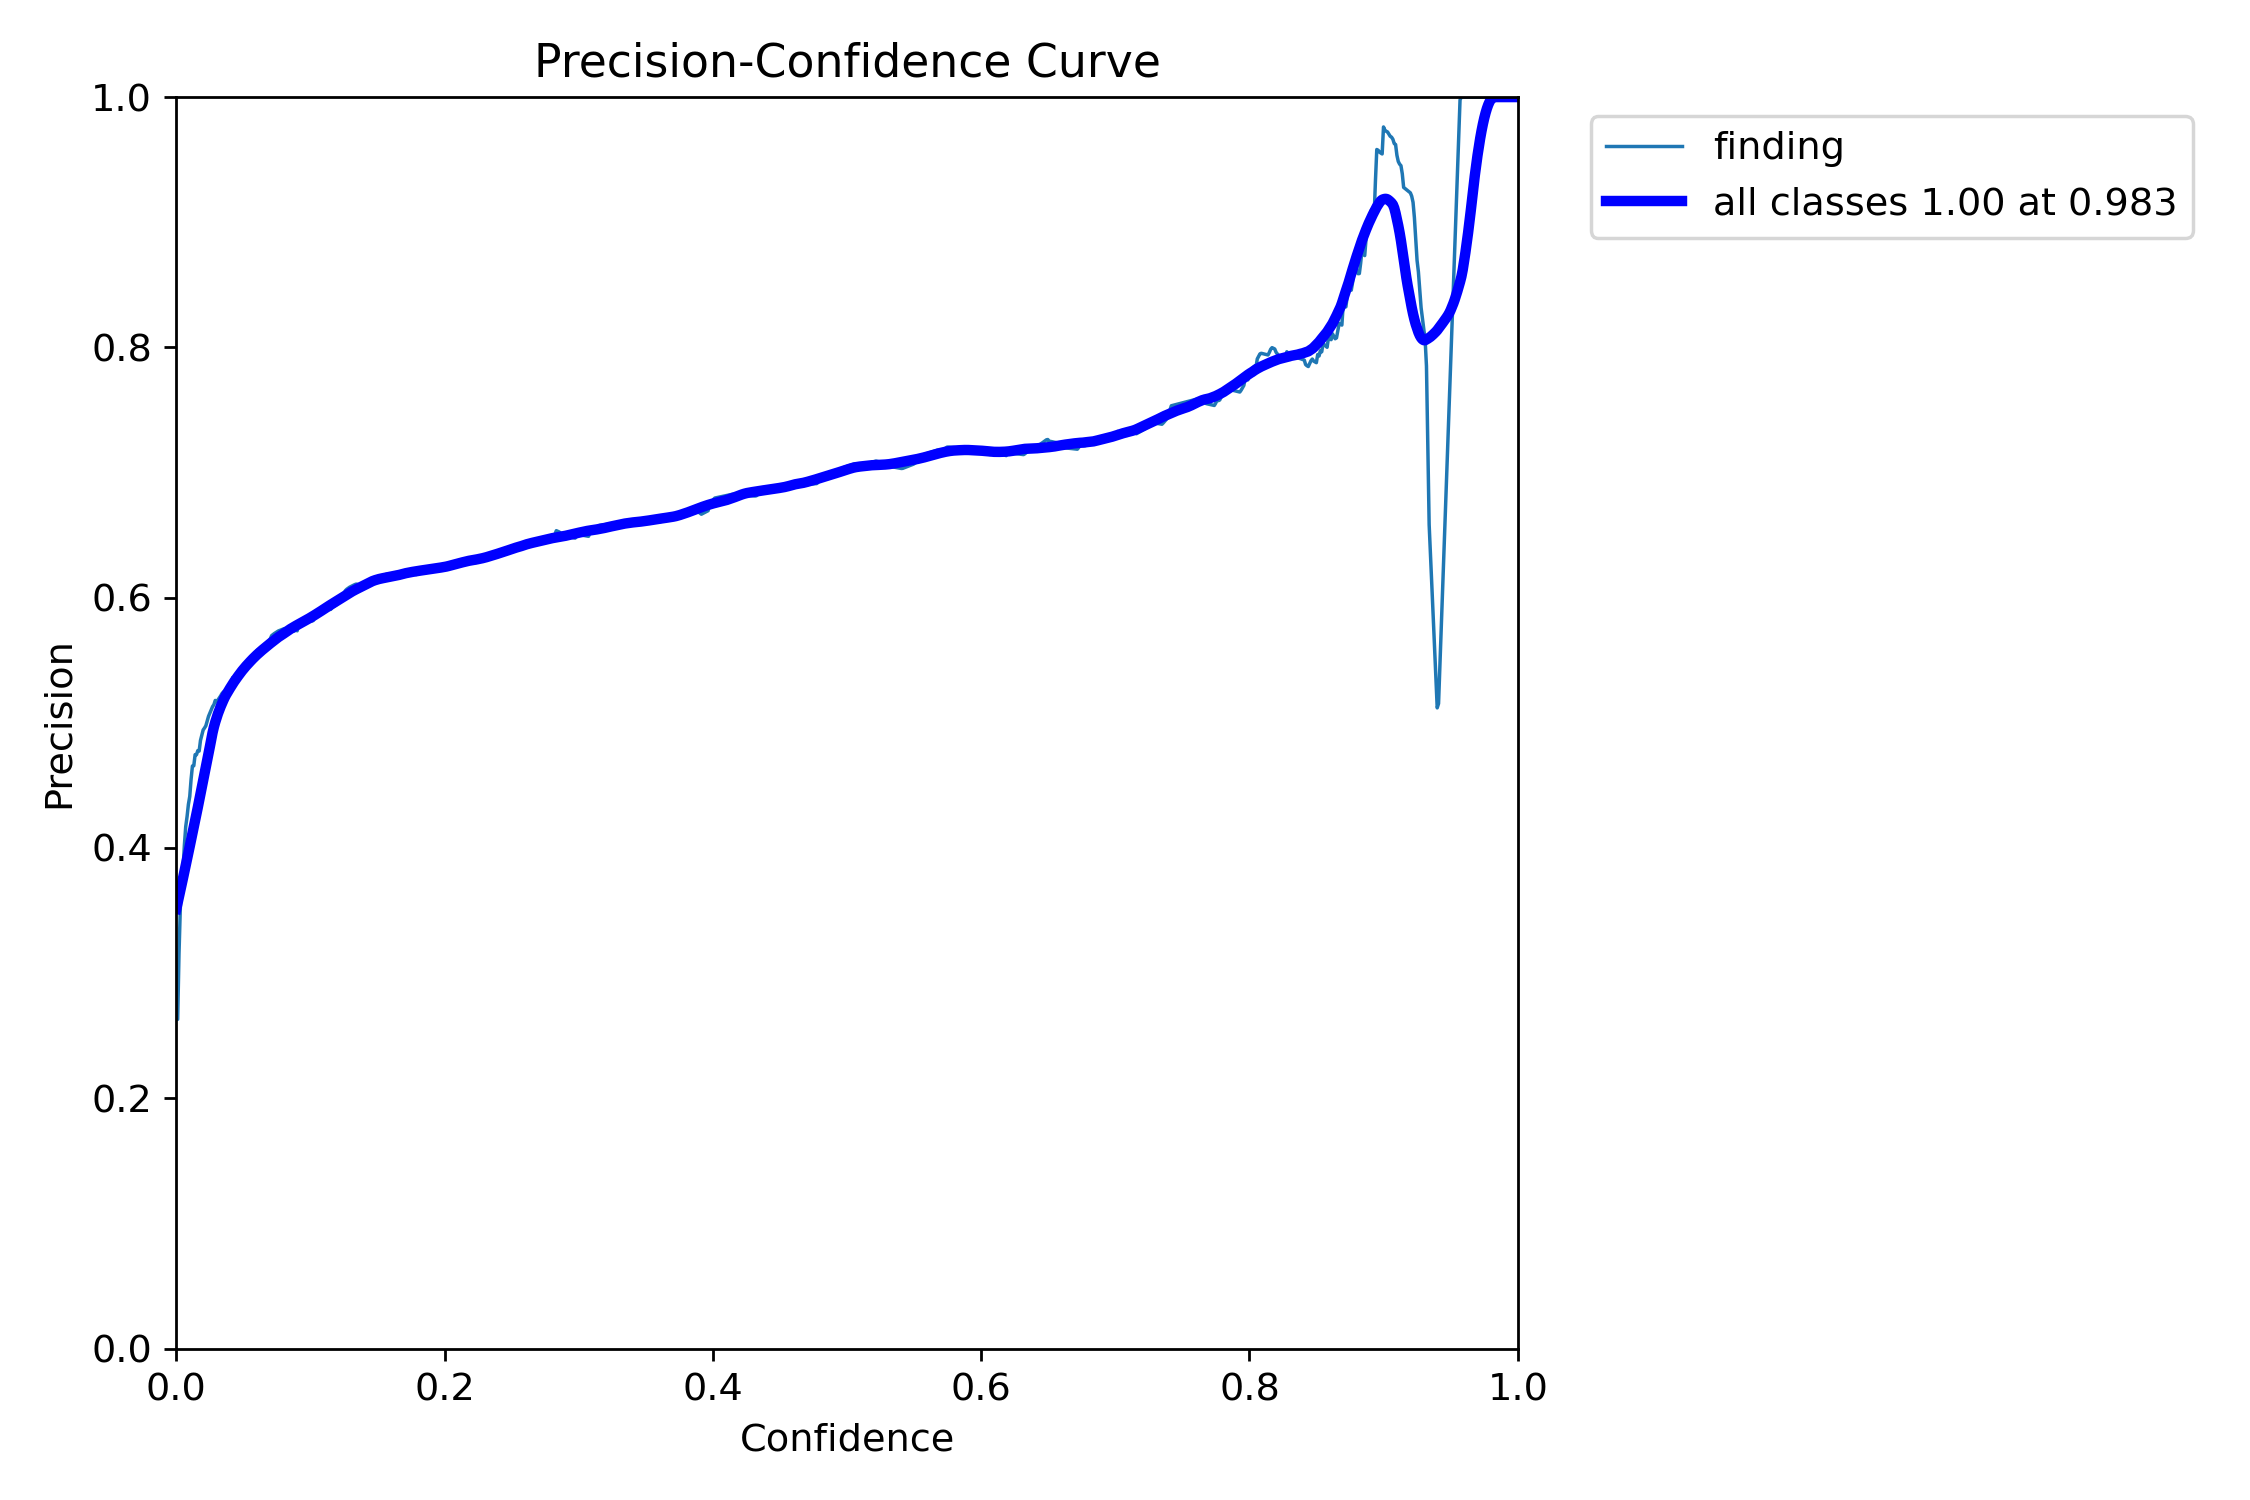 Precision-Confidence Curve
1.0
0.8
0.6
0.4
0.2
0.0
Precision
0.0 0.2 0.4 0.6 0.8 1.0
Confidence
finding
all classes 1.00 at 0.983